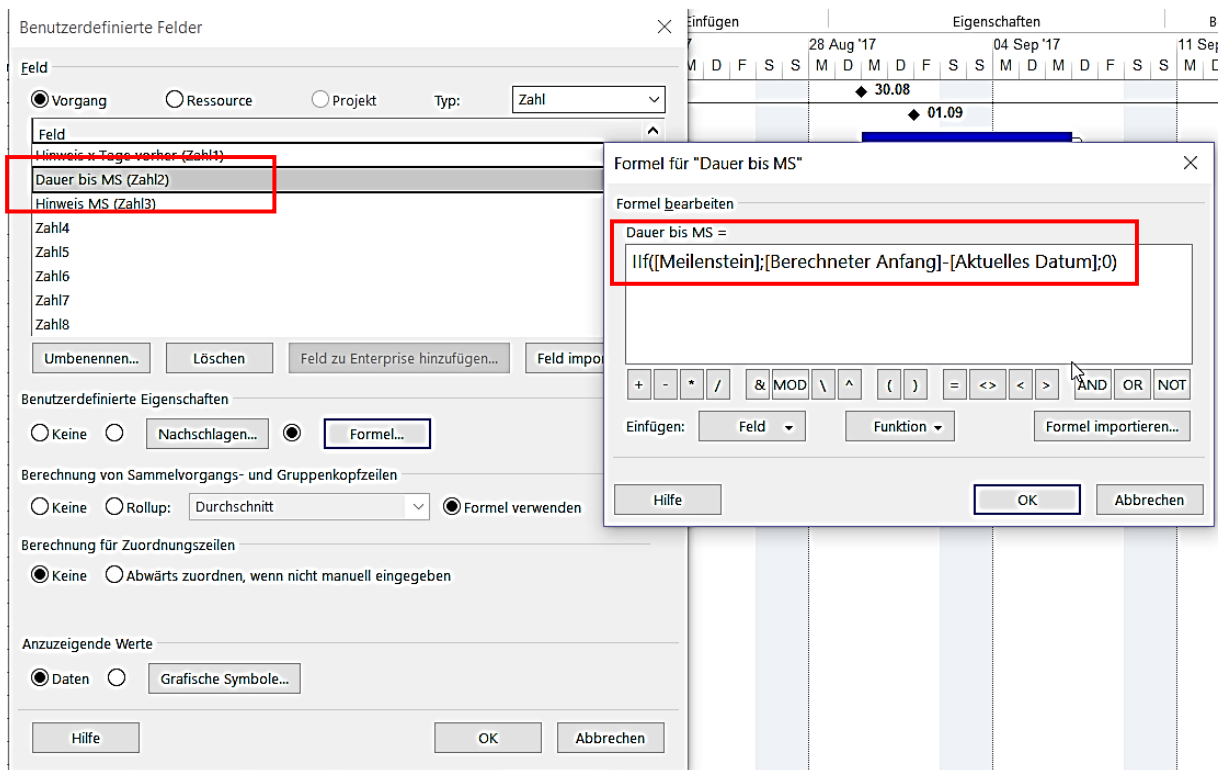 Benutzerdefinierte Felder
Feld
Vorgang Ressource Projekt Typ: Zahl
Feld
Hinweis x Tage vorher (Zahl1)
Dauer bis MS (Zahl2)
Hinweis MS (Zahl3)
Zahl4
Zahl5
Zahl6
Zahl7
Zahl8
Umbenennen... Löschen Feld zu Enterprise hinzufügen... Feld impo
Benutzerdefinierte Eigenschaften
Keine Nachschlagen... Formel...
Berechnung von Sammelvorgangs- und Gruppenkopfzeilen
Keine Rollup: Durchschnitt Formel verwenden
Berechnung für Zuordnungszeilen
Keine Abwärts zuordnen, wenn nicht manuell eingegeben
Anzuzeigende Werte
Daten Grafische Symbole...
Hilfe OK Abbrechen
Einfügen Eigenschaften B
7 28 Aug '17 04 Sep '17 11 Sep
M D F S S M D M D F S S M D M D F S S M D
30.08
01.09
Formel für "Dauer bis MS"
Formel bearbeiten
Dauer bis MS =
IIf([Meilenstein];[Berechneter Anfang]-[Aktuelles Datum];0)
+ - * / & MOD \ ^ ( ) = <> < > AND OR NOT
Einfügen: Feld Funktion Formel importieren...
Hilfe OK Abbrechen